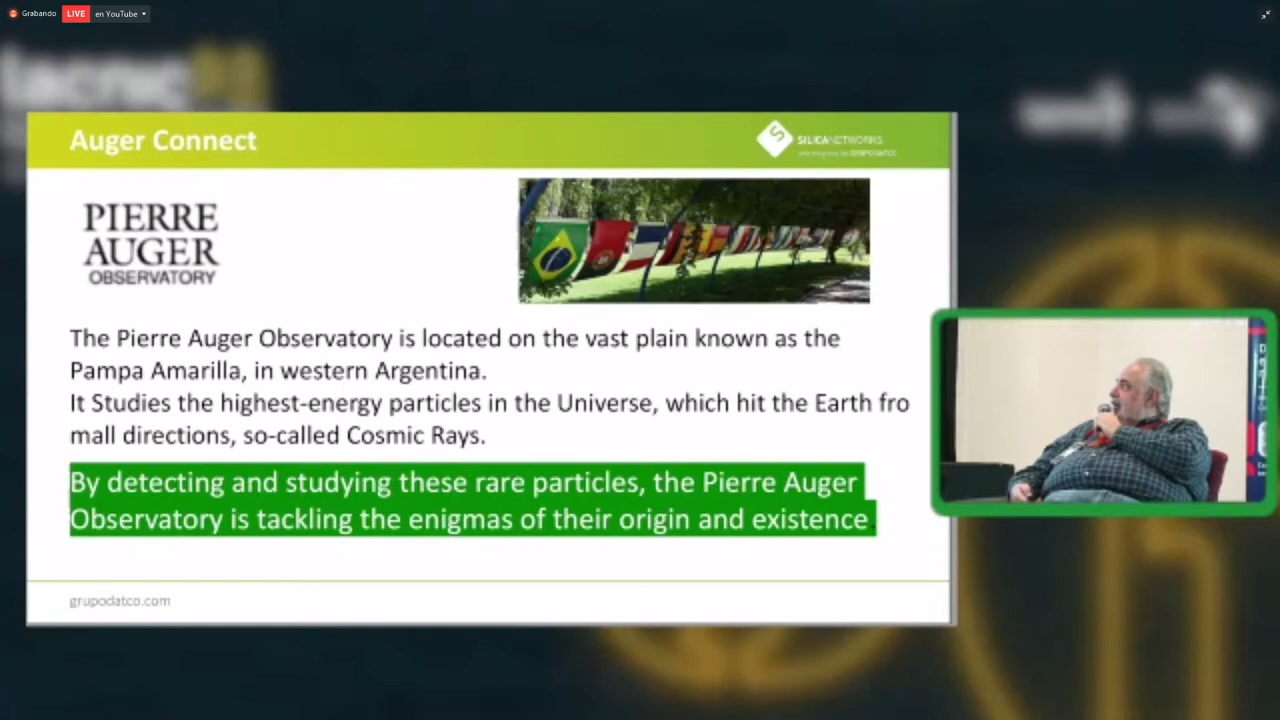 Grabando
LIVE
en YouTube
lacnic
Auger Connect
SILICANETWORKS
PIERRE
AUGER
OBSERVATORY
The Pierre Auger Observatory is located on the vast plain known as the
Pampa Amarilla, in western Argentina.
It Studies the highest-energy particles in the Universe, which hit the Earth fro
mall directions, so-called Cosmic Rays.
By detecting and studying these rare particles, the Pierre Auger
Observatory is tackling the enigmas of their origin and existence.
grupodatco.com